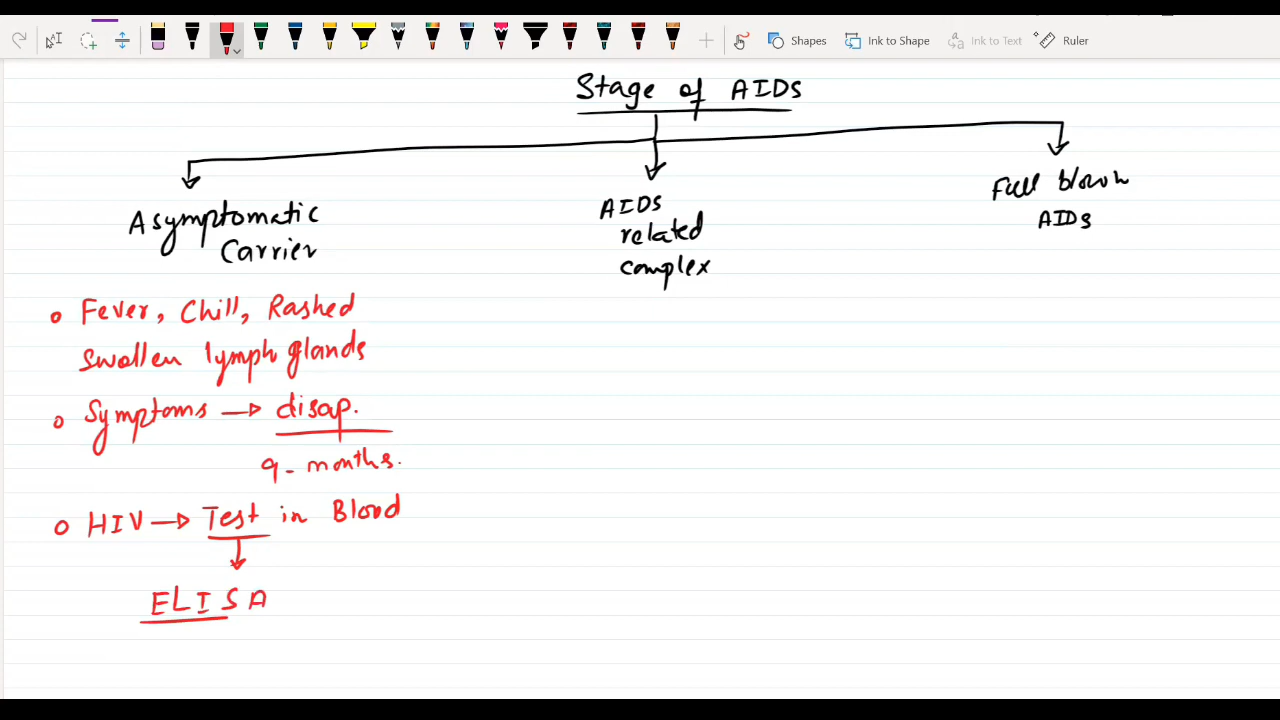 Shapes
Ink to Shape
Ink to Text
Ruler
Stage of AIDS
Asymptomatic
Carrier
AIDS
related
complex
Full blown
AIDS
Fever, Chill, Rashed
Swollen lymph glands
Symptoms → disap.
9- months.
HIV → Test in Blood
ELISA